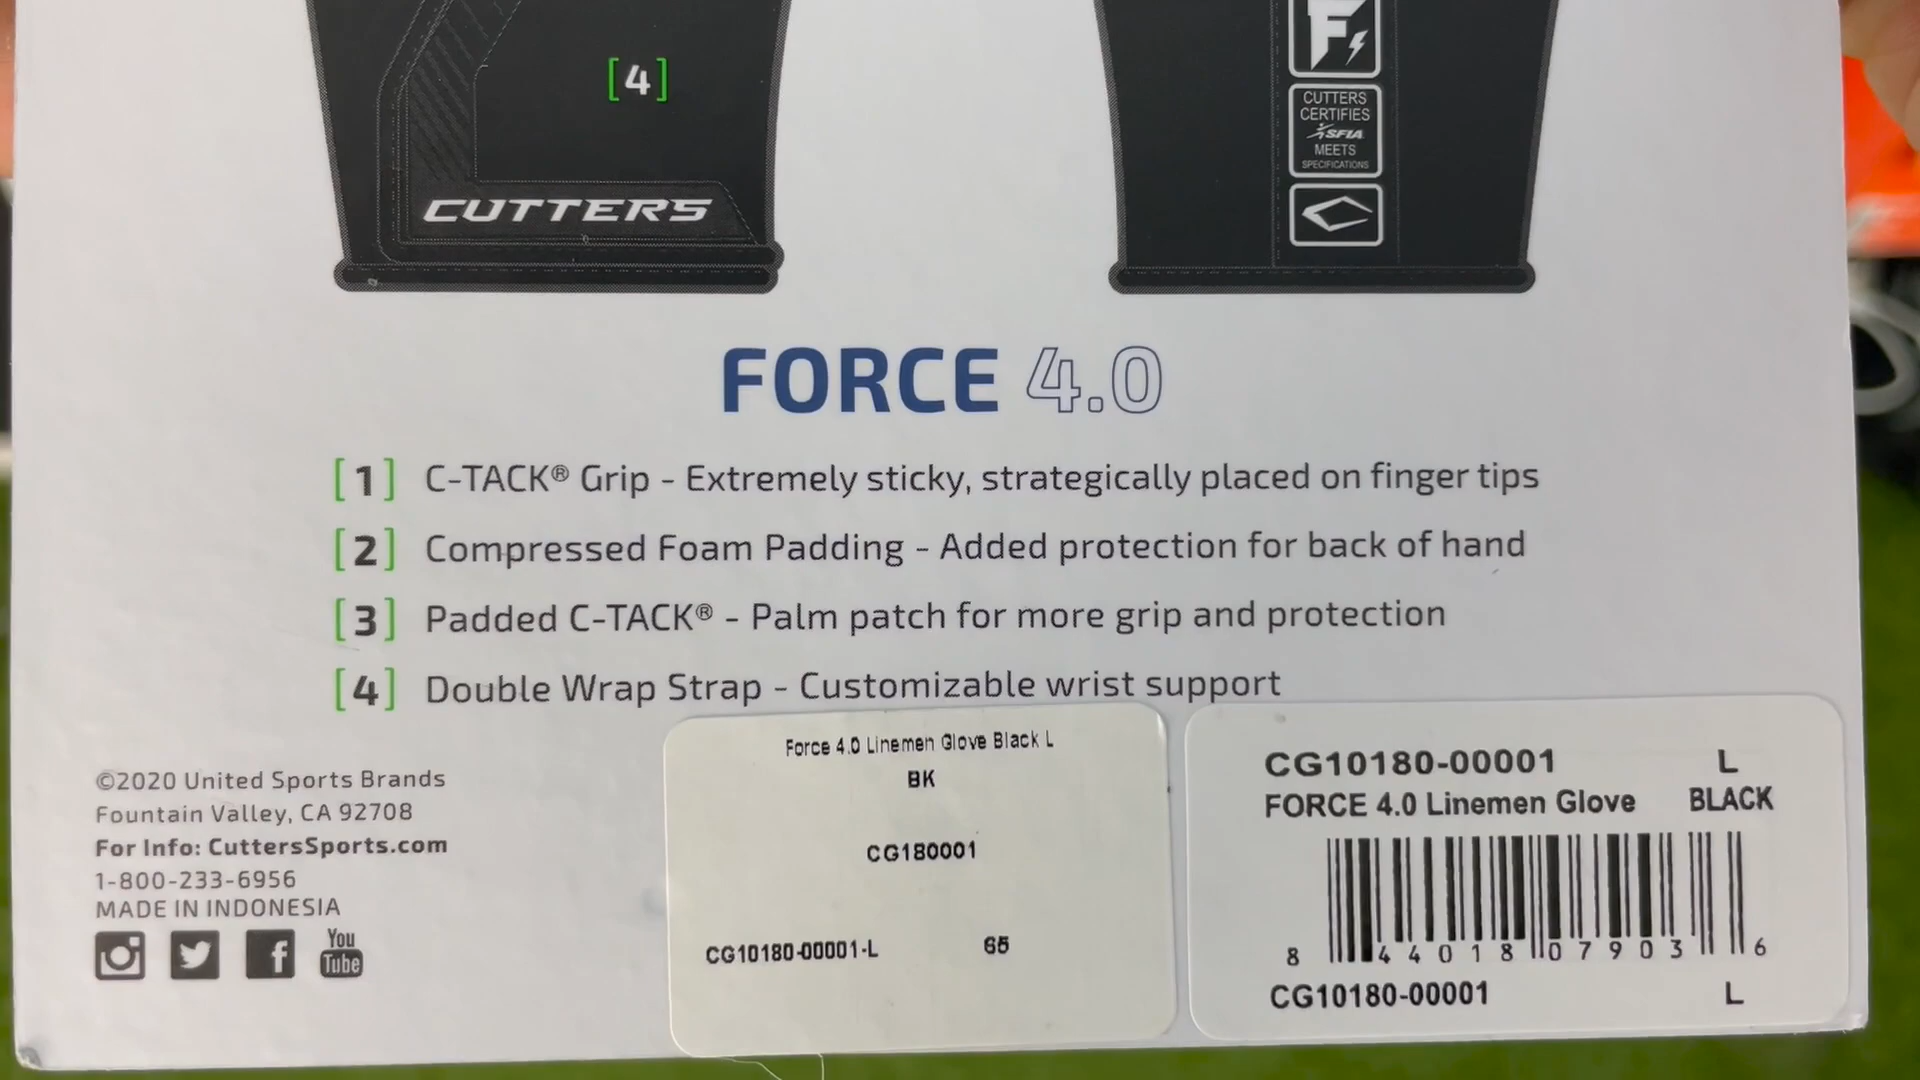 [4]
F
CUTTERS
CERTIFIES
SFIA
MEETS
SPECIFICATIONS
CUTTERS
FORCE 4.0
[1] C-TACK® Grip - Extremely sticky, strategically placed on finger tips
[2] Compressed Foam Padding - Added protection for back of hand
[3] Padded C-TACK® - Palm patch for more grip and protection
[4] Double Wrap Strap - Customizable wrist support
©2020 United Sports Brands
Fountain Valley, CA 92708
For Info: CuttersSports.com
1-800-233-6956
MADE IN INDONESIA
You
Tube
Force 4.0 Linemen Glove Black L
BK
CG180001
CG10180-00001-L 65
CG10180-00001 L
FORCE 4.0 Linemen Glove BLACK
8 44018 07903 6
CG10180-00001 L